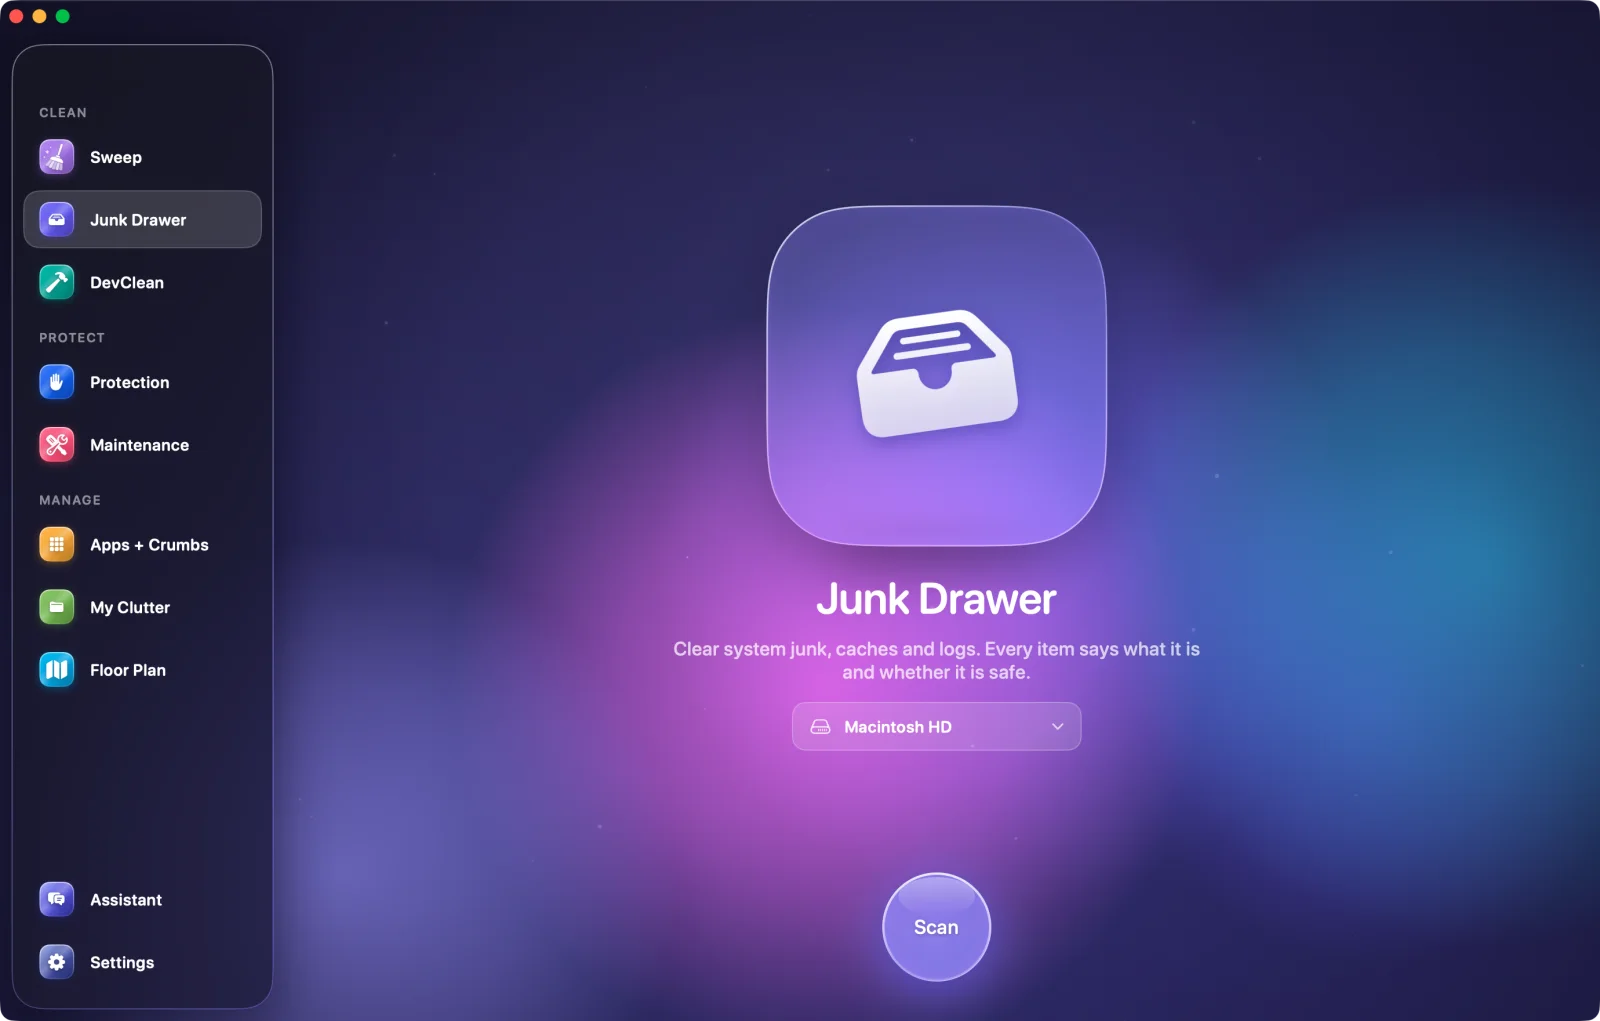 CLEAN
Sweep
Junk Drawer
DevClean
PROTECT
Protection
Maintenance
MANAGE
Apps + Crumbs
My Clutter
Floor Plan
Assistant
Settings
Junk Drawer
Clear system junk, caches and logs. Every item says what it is
and whether it is safe.
Macintosh HD
Scan